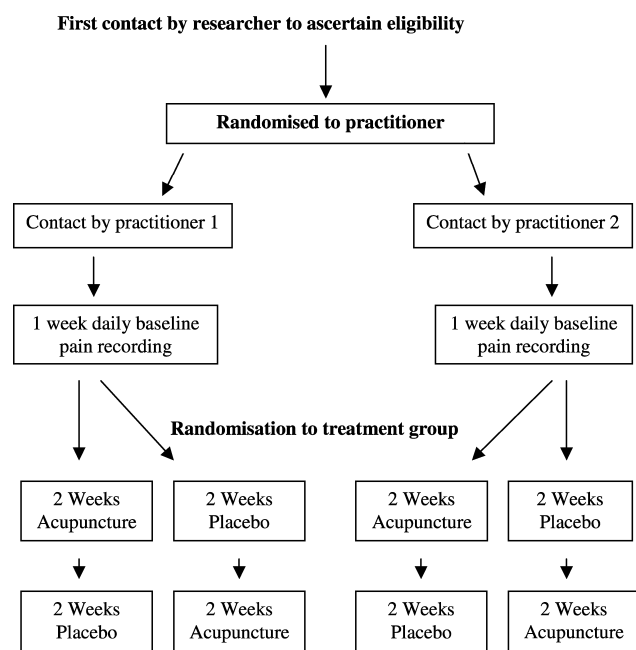 First contact by researcher to ascertain eligibility
Randomised to practitioner
Contact by practitioner 1
Contact by practitioner 2
1 week daily baseline
pain recording
1 week daily baseline
pain recording
Randomisation to treatment group
2 Weeks
Acupuncture
2 Weeks
Placebo
2 Weeks
Acupuncture
2 Weeks
Placebo
2 Weeks
Placebo
2 Weeks
Acupuncture
2 Weeks
Placebo
2 Weeks
Acupuncture